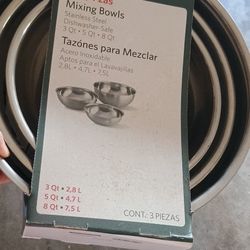 Mixing Bowls
Stainless Steel
Dishwasher-Safe
3 Qt • 5 Qt • 8 Qt
Tazónes para Mezclar
Acero Inoxidable
Aptos para el Lavavajillas
2.8L • 4.7L • 7.5L
3 Qt • 2,8 L
5 Qt • 4,7 L
8 Qt • 7,5 L
CONT.: 3 PIEZAS